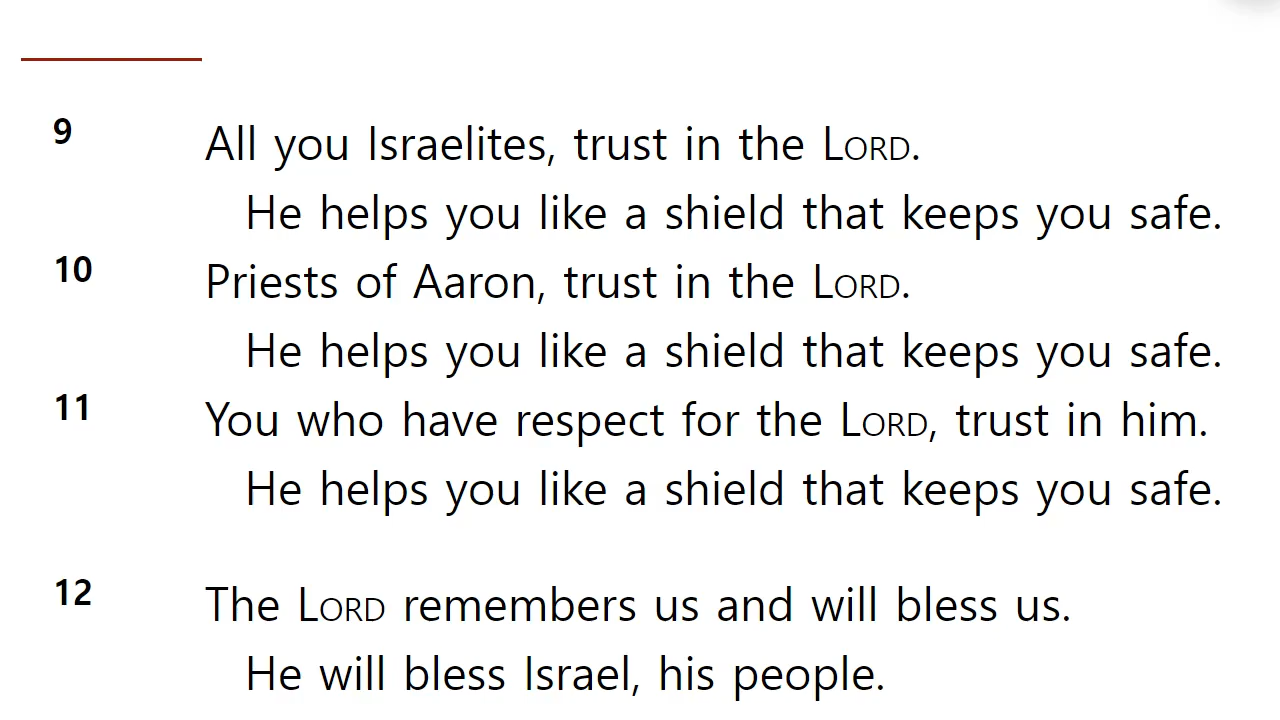 9 All you Israelites, trust in the LORD.
He helps you like a shield that keeps you safe.
10 Priests of Aaron, trust in the LORD.
He helps you like a shield that keeps you safe.
11 You who have respect for the LORD, trust in him.
He helps you like a shield that keeps you safe.
12 The LORD remembers us and will bless us.
He will bless Israel, his people.